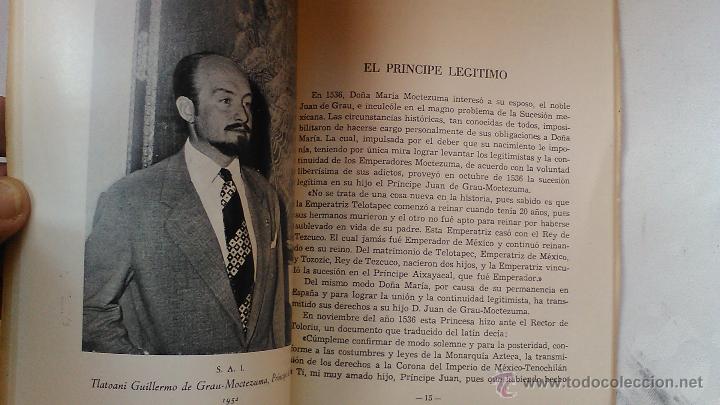 S. A. I.
Tlatoani Guillermo de Grau-Moctezuma,
1952
EL PRINCIPE LEGITIMO
En 1536, Doña María Moctezuma interesó a su esposo, el noble
Juan de Grau, e inculcóle en el magno problema de la Sucesión me-
xicana. Las circunstancias históricas, tan conocidas de todos, imposi-
bilitaron de hacerse cargo personalmente de sus obligaciones a Doña
María. La cual, impulsada por el deber que su nacimiento le impo-
nía, teniendo por única mira lograr levantar los legitimistas y la con-
tinuidad de los Emperadores Moctezuma, de acuerdo con la voluntad
libérrisima de sus adictos, proveyó en octubre de 1536 la sucesión
legítima en su hijo el Príncipe Juan de Grau-Moctezuma.
«No se trata de una cosa nueva en la historia, pues sabido es que
la Emperatriz Telotapec comenzó a reinar cuando tenía 20 años, pues
sus hermanos murieron y el otro no fué apto para reinar por haberse
sublevado en vida de su padre. Esta Emperatriz casó con el Rey de
Tezcuco. El cual jamás fué Emperador de México y continuó reinan-
do en su reino. Del matrimonio de Telotapec, Emperatriz de México,
y Tozozic, Rey de Tezcuco, nacieron dos hijos, y la Emperatriz vincu-
ló la sucesión en el Príncipe Aixayacal, que fué Emperador.»
Del mismo modo Doña María, por causa de su permanencia en
España y para lograr la unión y la continuidad legitimista, ha trans-
mitido sus derechos a su hijo D. Juan de Grau-Moctezuma.
En noviembre del año 1536 esta Princesa hizo ante el Rector de
Toloriu, un documento que traducido del latín decía:
«Cúmpleme confirmar de modo solemne y para la posteridad, con-
forme a las costumbres y leyes de la Monarquía Azteca, la transmi-
sión de los derechos a la Corona del Imperio de México-Tenochtilán
Ti, mi muy amado hijo, Príncipe Juan, pues que habiendo hecho
— 15 —
todocoleccion.net